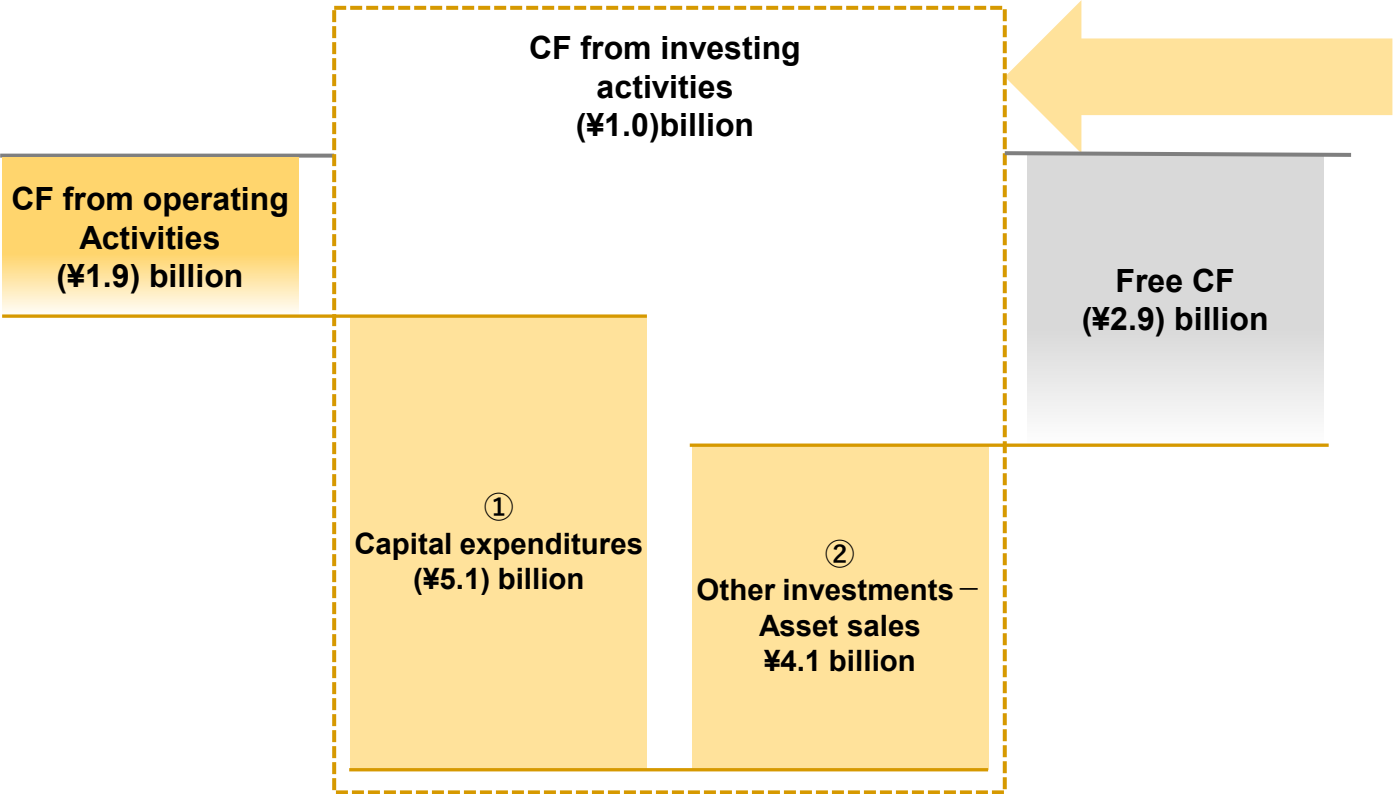 CF from investing
activities
(¥1.0)billion
CF from operating
Activities
(¥1.9) billion
Free CF
(¥2.9) billion
①
Capital expenditures
(¥5.1) billion
②
Other investments－
Asset sales
¥4.1 billion